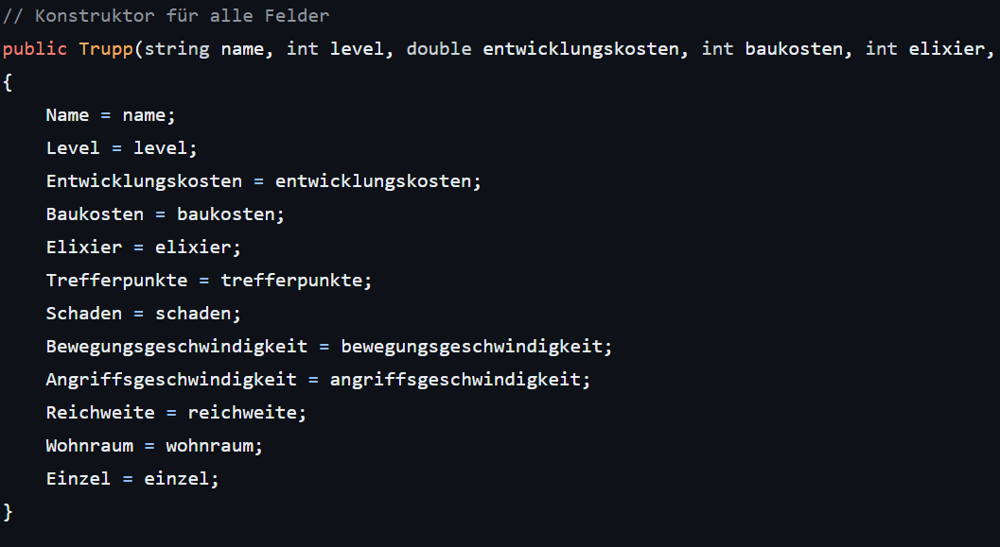 // Konstruktor für alle Felder
public Trupp(string name, int level, double entwicklungskosten, int baukosten, int elixier,
{
    Name = name;
    Level = level;
    Entwicklungskosten = entwicklungskosten;
    Baukosten = baukosten;
    Elixier = elixier;
    Trefferpunkte = trefferpunkte;
    Schaden = schaden;
    Bewegungsgeschwindigkeit = bewegungsgeschwindigkeit;
    Angriffsgeschwindigkeit = angriffsgeschwindigkeit;
    Reichweite = reichweite;
    Wohnraum = wohnraum;
    Einzel = einzel;
}